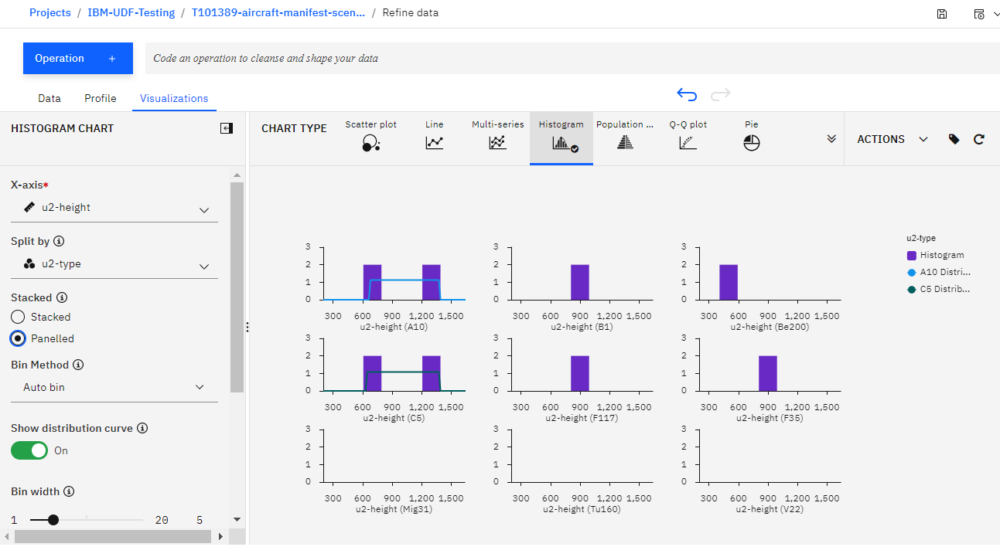 Projects / IBM-UDF-Testing / T101389-aircraft-manifest-scen... / Refine data
Operation +
Code an operation to cleanse and shape your data
Data Profile Visualizations
HISTOGRAM CHART
X-axis*
u2-height
Split by
u2-type
Stacked
Stacked
Panelled
Bin Method
Auto bin
Show distribution curve
On
Bin width
1 20 5
CHART TYPE
Scatter plot Line Multi-series Histogram Population ... Q-Q plot Pie
ACTIONS
3 3 3
2 2 2
1 1 1
0 0 0
300 600 900 1,200 1,500 300 600 900 1,200 1,500 300 600 900 1,200 1,500
u2-height (A10) u2-height (B1) u2-height (Be200)
3 3 3
2 2 2
1 1 1
0 0 0
300 600 900 1,200 1,500 300 600 900 1,200 1,500 300 600 900 1,200 1,500
u2-height (C5) u2-height (F117) u2-height (F35)
3 3 3
2 2 2
1 1 1
0 0 0
300 600 900 1,200 1,500 300 600 900 1,200 1,500 300 600 900 1,200 1,500
u2-height (Mig31) u2-height (Tu160) u2-height (V22)
u2-type
Histogram
A10 Distri...
C5 Distrib...